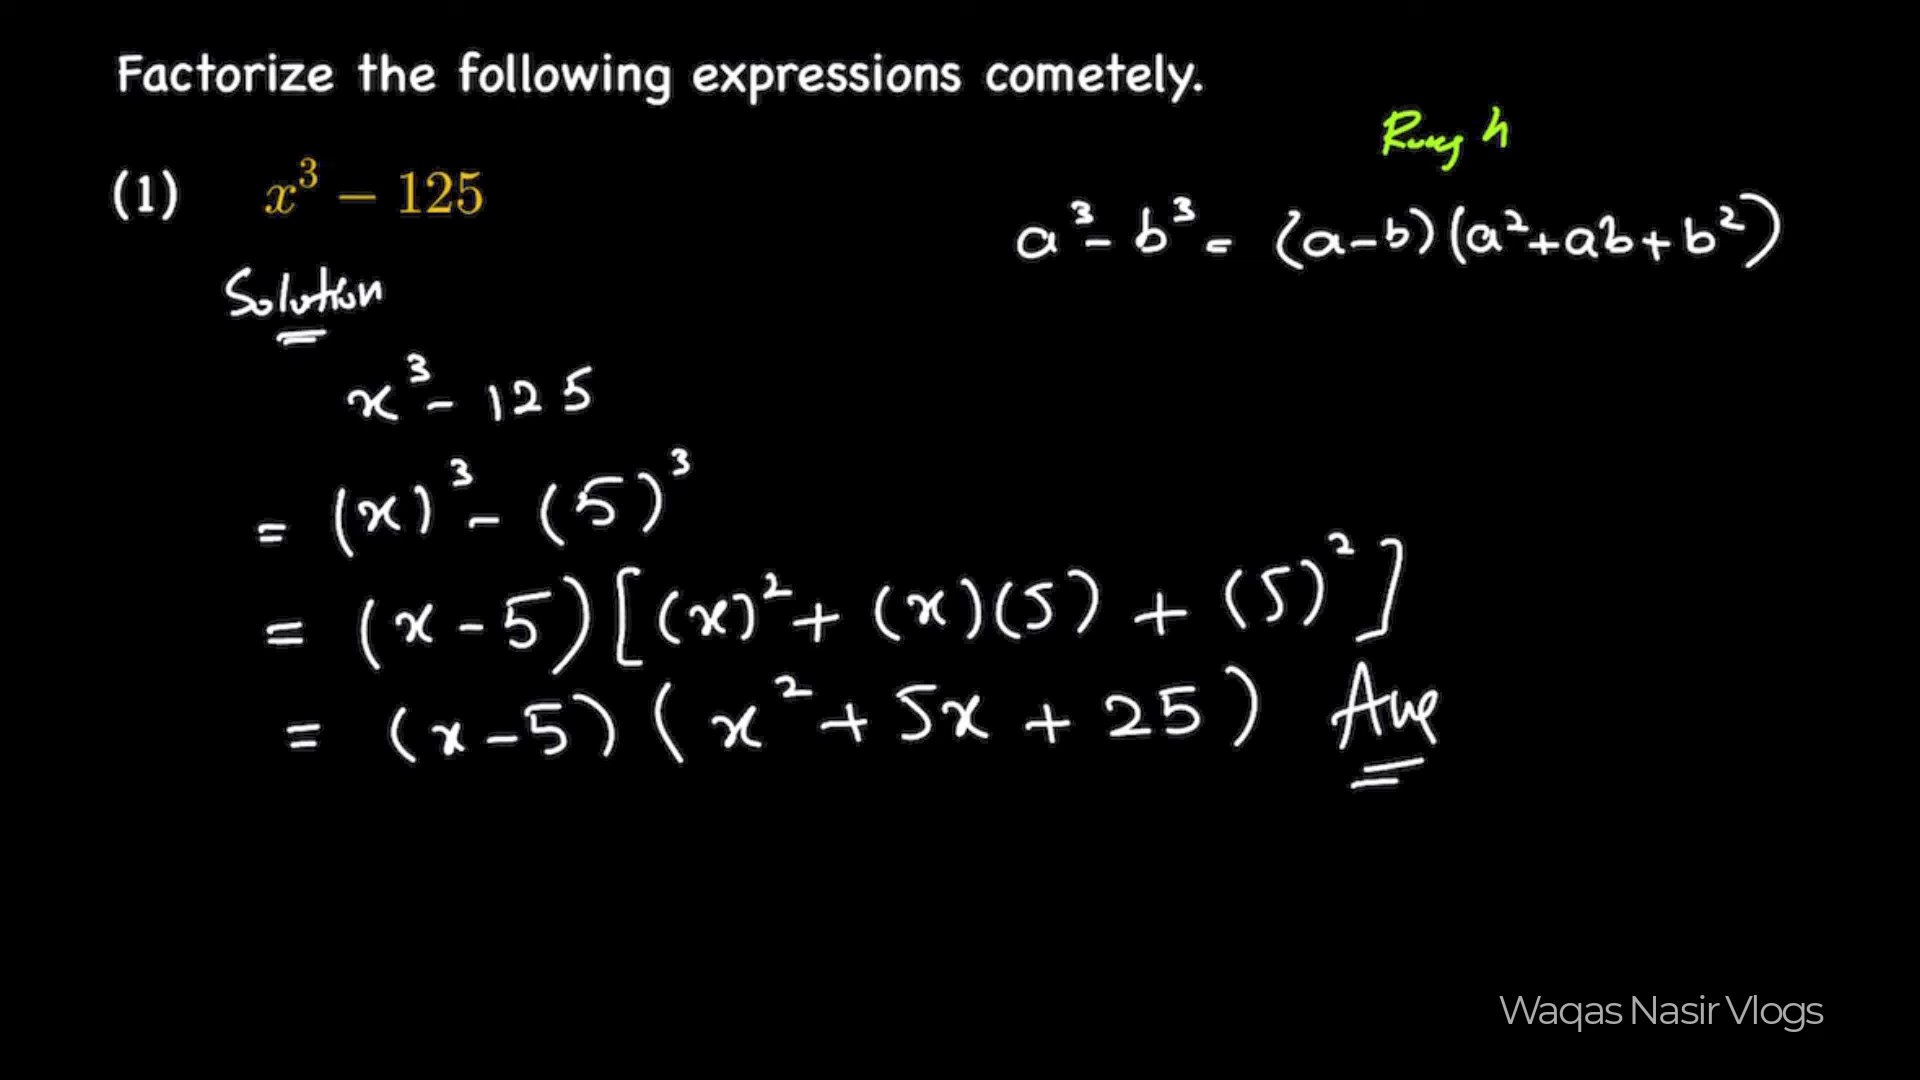 Factorize the following expressions cometely.
(1) x³ − 125
a³ - b³ = (a-b)(a²+ab+b²)
Solution
x³ - 125
= (x)³ - (5)³
= (x-5)[(x)² + (x)(5) + (5)²]
= (x-5)(x² + 5x + 25) Ans
Waqas Nasir Vlogs